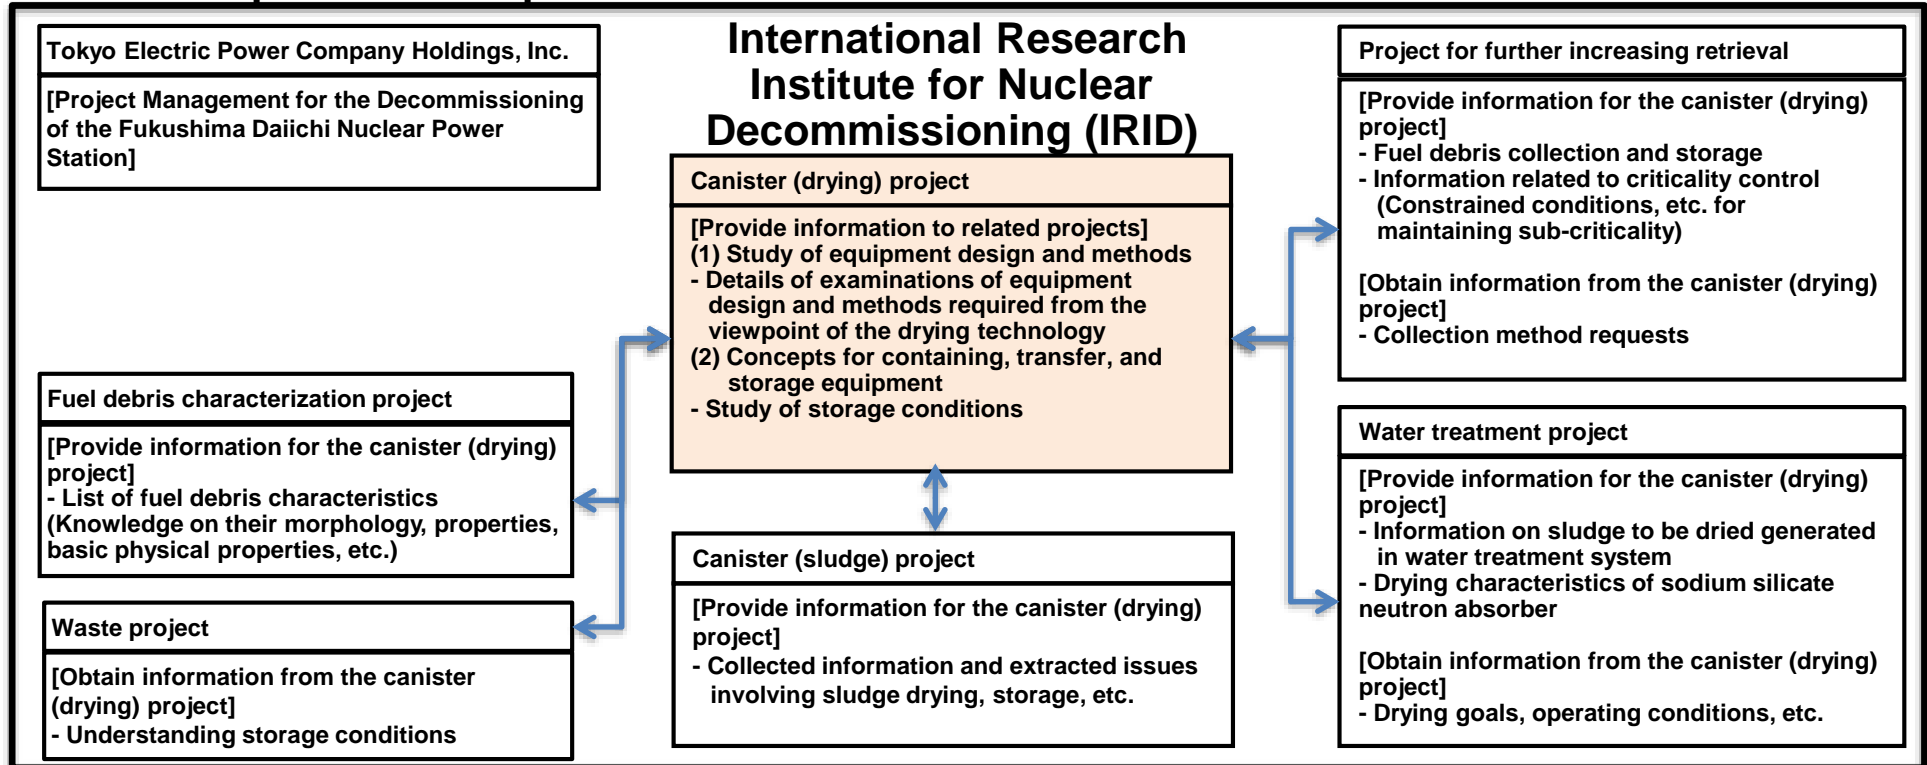 Tokyo Electric Power Company Holdings, Inc.
[Project Management for the Decommissioning
of the Fukushima Daiichi Nuclear Power
Station]
International Research
Institute for Nuclear
Decommissioning (IRID)
Canister (drying) project
[Provide information to related projects]
(1) Study of equipment design and methods
- Details of examinations of equipment
design and methods required from the
viewpoint of the drying technology
(2) Concepts for containing, transfer, and
storage equipment
- Study of storage conditions
Project for further increasing retrieval
[Provide information for the canister (drying)
project]
- Fuel debris collection and storage
- Information related to criticality control
(Constrained conditions, etc. for
maintaining sub-criticality)
[Obtain information from the canister (drying)
project]
- Collection method requests
Fuel debris characterization project
[Provide information for the canister (drying)
project]
- List of fuel debris characteristics
(Knowledge on their morphology, properties,
basic physical properties, etc.)
Waste project
[Obtain information from the canister
(drying) project]
- Understanding storage conditions
Canister (sludge) project
[Provide information for the canister (drying)
project]
- Collected information and extracted issues
involving sludge drying, storage, etc.
Water treatment project
[Provide information for the canister (drying)
project]
- Information on sludge to be dried generated
in water treatment system
- Drying characteristics of sodium silicate
neutron absorber
[Obtain information from the canister (drying)
project]
- Drying goals, operating conditions, etc.